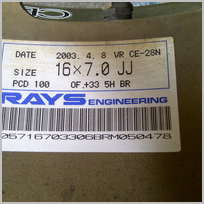 DATE 2003. 4. 8 VR CE-28N
SIZE 16×7.0 JJ
PCD 100 OF.+33 5H BR
RAYS ENGINEERING
05716703306BRM050478